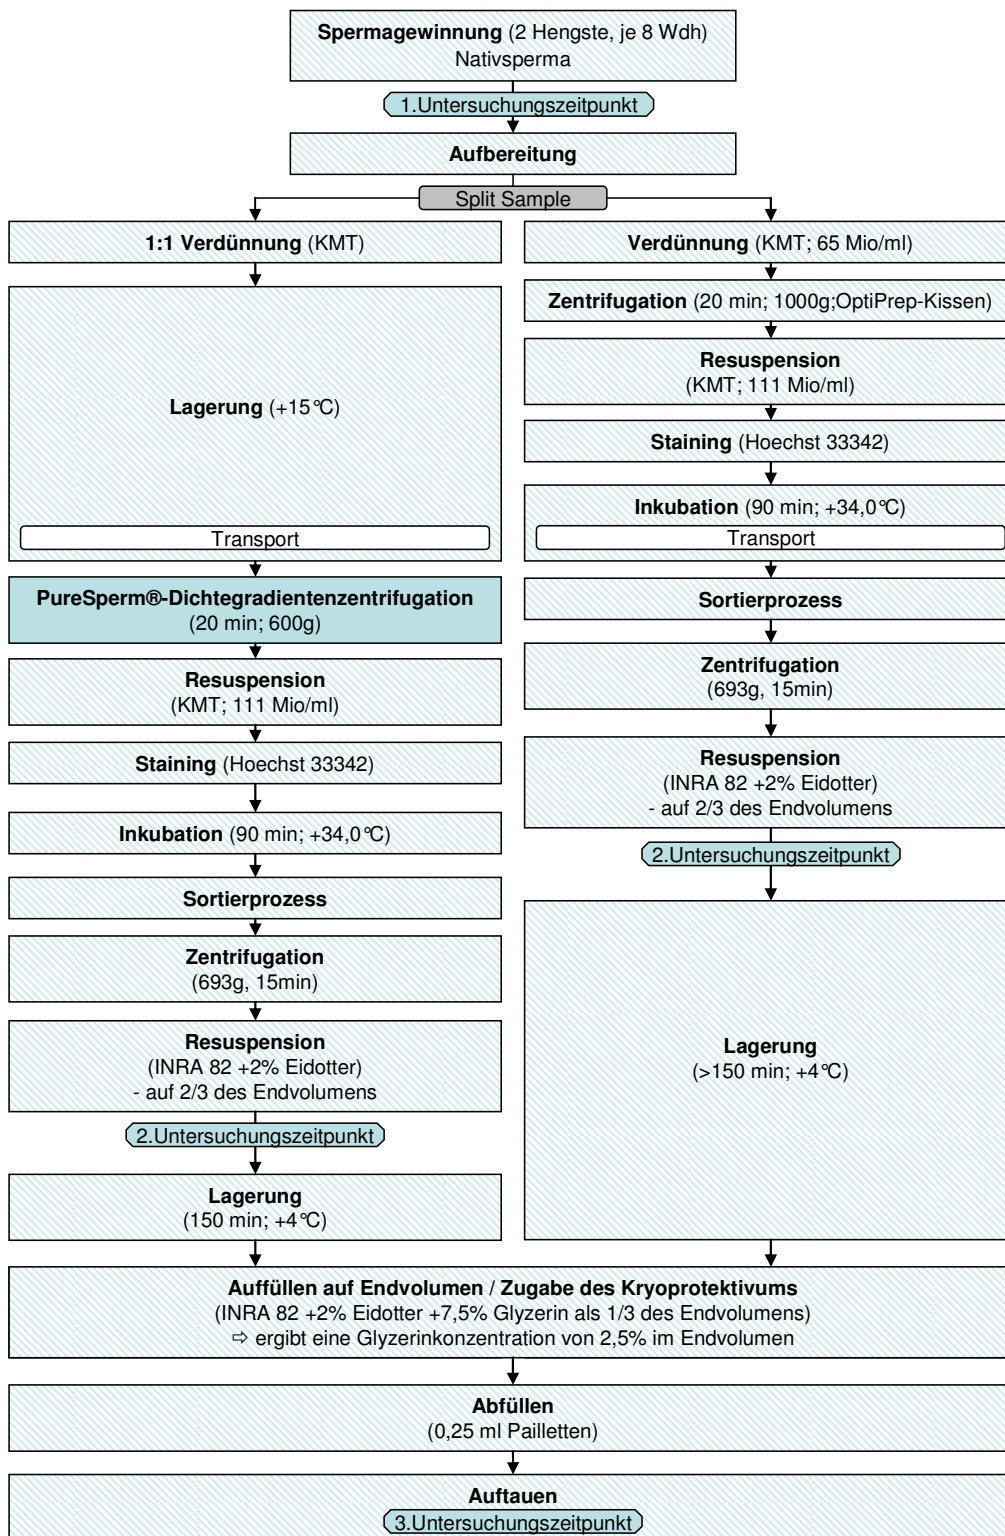 Spermagewinnung (2 Hengste, je 8 Wdh)
Nativsperma
1.Untersuchungszeitpunkt
Aufbereitung
Split Sample
1:1 Verdünnung (KMT)
Lagerung (+15°C)
Transport
PureSperm®-Dichtegradientenzentrifugation
(20 min; 600g)
Resuspension
(KMT; 111 Mio/ml)
Staining (Hoechst 33342)
Inkubation (90 min; +34,0°C)
Sortierprozess
Zentrifugation
(693g, 15min)
Resuspension
(INRA 82 +2% Eidotter)
- auf 2/3 des Endvolumens
2.Untersuchungszeitpunkt
Lagerung
(150 min; +4°C)
Verdünnung (KMT; 65 Mio/ml)
Zentrifugation (20 min; 1000g;OptiPrep-Kissen)
Resuspension
(KMT; 111 Mio/ml)
Staining (Hoechst 33342)
Inkubation (90 min; +34,0°C)
Transport
Sortierprozess
Zentrifugation
(693g, 15min)
Resuspension
(INRA 82 +2% Eidotter)
- auf 2/3 des Endvolumens
2.Untersuchungszeitpunkt
Lagerung
(>150 min; +4°C)
Auffüllen auf Endvolumen / Zugabe des Kryoprotektivums
(INRA 82 +2% Eidotter +7,5% Glyzerin als 1/3 des Endvolumens)
⇨ ergibt eine Glyzerinkonzentration von 2,5% im Endvolumen
Abfüllen
(0,25 ml Pailletten)
Auftauen
3.Untersuchungszeitpunkt